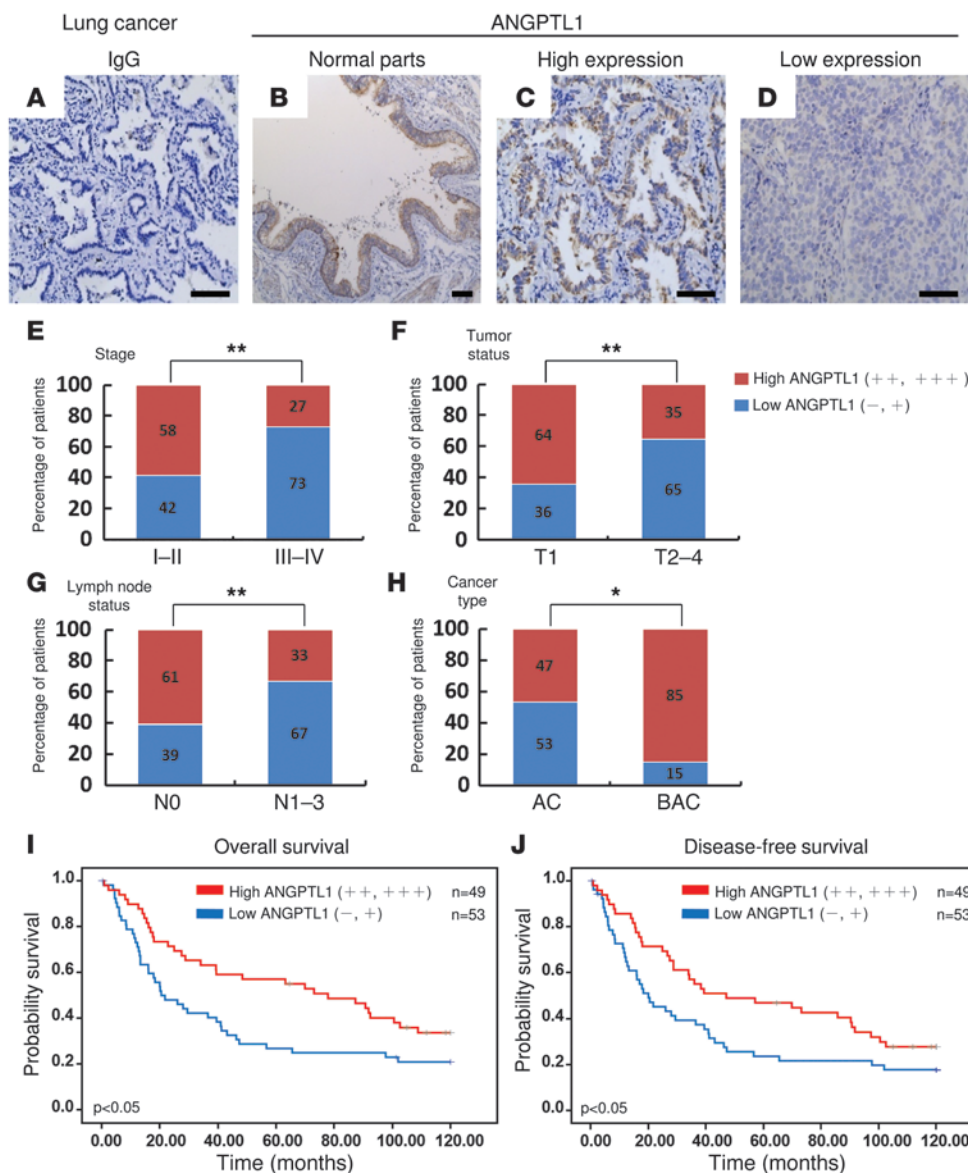 Lung cancer
ANGPTL1
IgG
Normal parts
High expression
Low expression
A
B
C
D
E
Stage
**
Percentage of patients
100
80
60
40
20
0
58
42
27
73
I–II
III–IV
F
Tumor
status
**
Percentage of patients
100
80
60
40
20
0
64
36
35
65
T1
T2–4
High ANGPTL1 (++, +++)
Low ANGPTL1 (−, +)
G
Lymph node
status
**
Percentage of patients
100
80
60
40
20
0
61
39
33
67
N0
N1–3
H
Cancer
type
*
Percentage of patients
100
80
60
40
20
0
47
53
85
15
AC
BAC
I
Overall survival
Probability survival
1.0
0.8
0.6
0.4
0.2
0.0
High ANGPTL1 (++, +++) n=49
Low ANGPTL1 (−, +) n=53
p<0.05
0.00 20.00 40.00 60.00 80.00 100.00 120.00
Time (months)
J
Disease-free survival
Probability survival
1.0
0.8
0.6
0.4
0.2
0.0
High ANGPTL1 (++, +++) n=49
Low ANGPTL1 (−, +) n=53
p<0.05
0.00 20.00 40.00 60.00 80.00 100.00 120.00
Time (months)